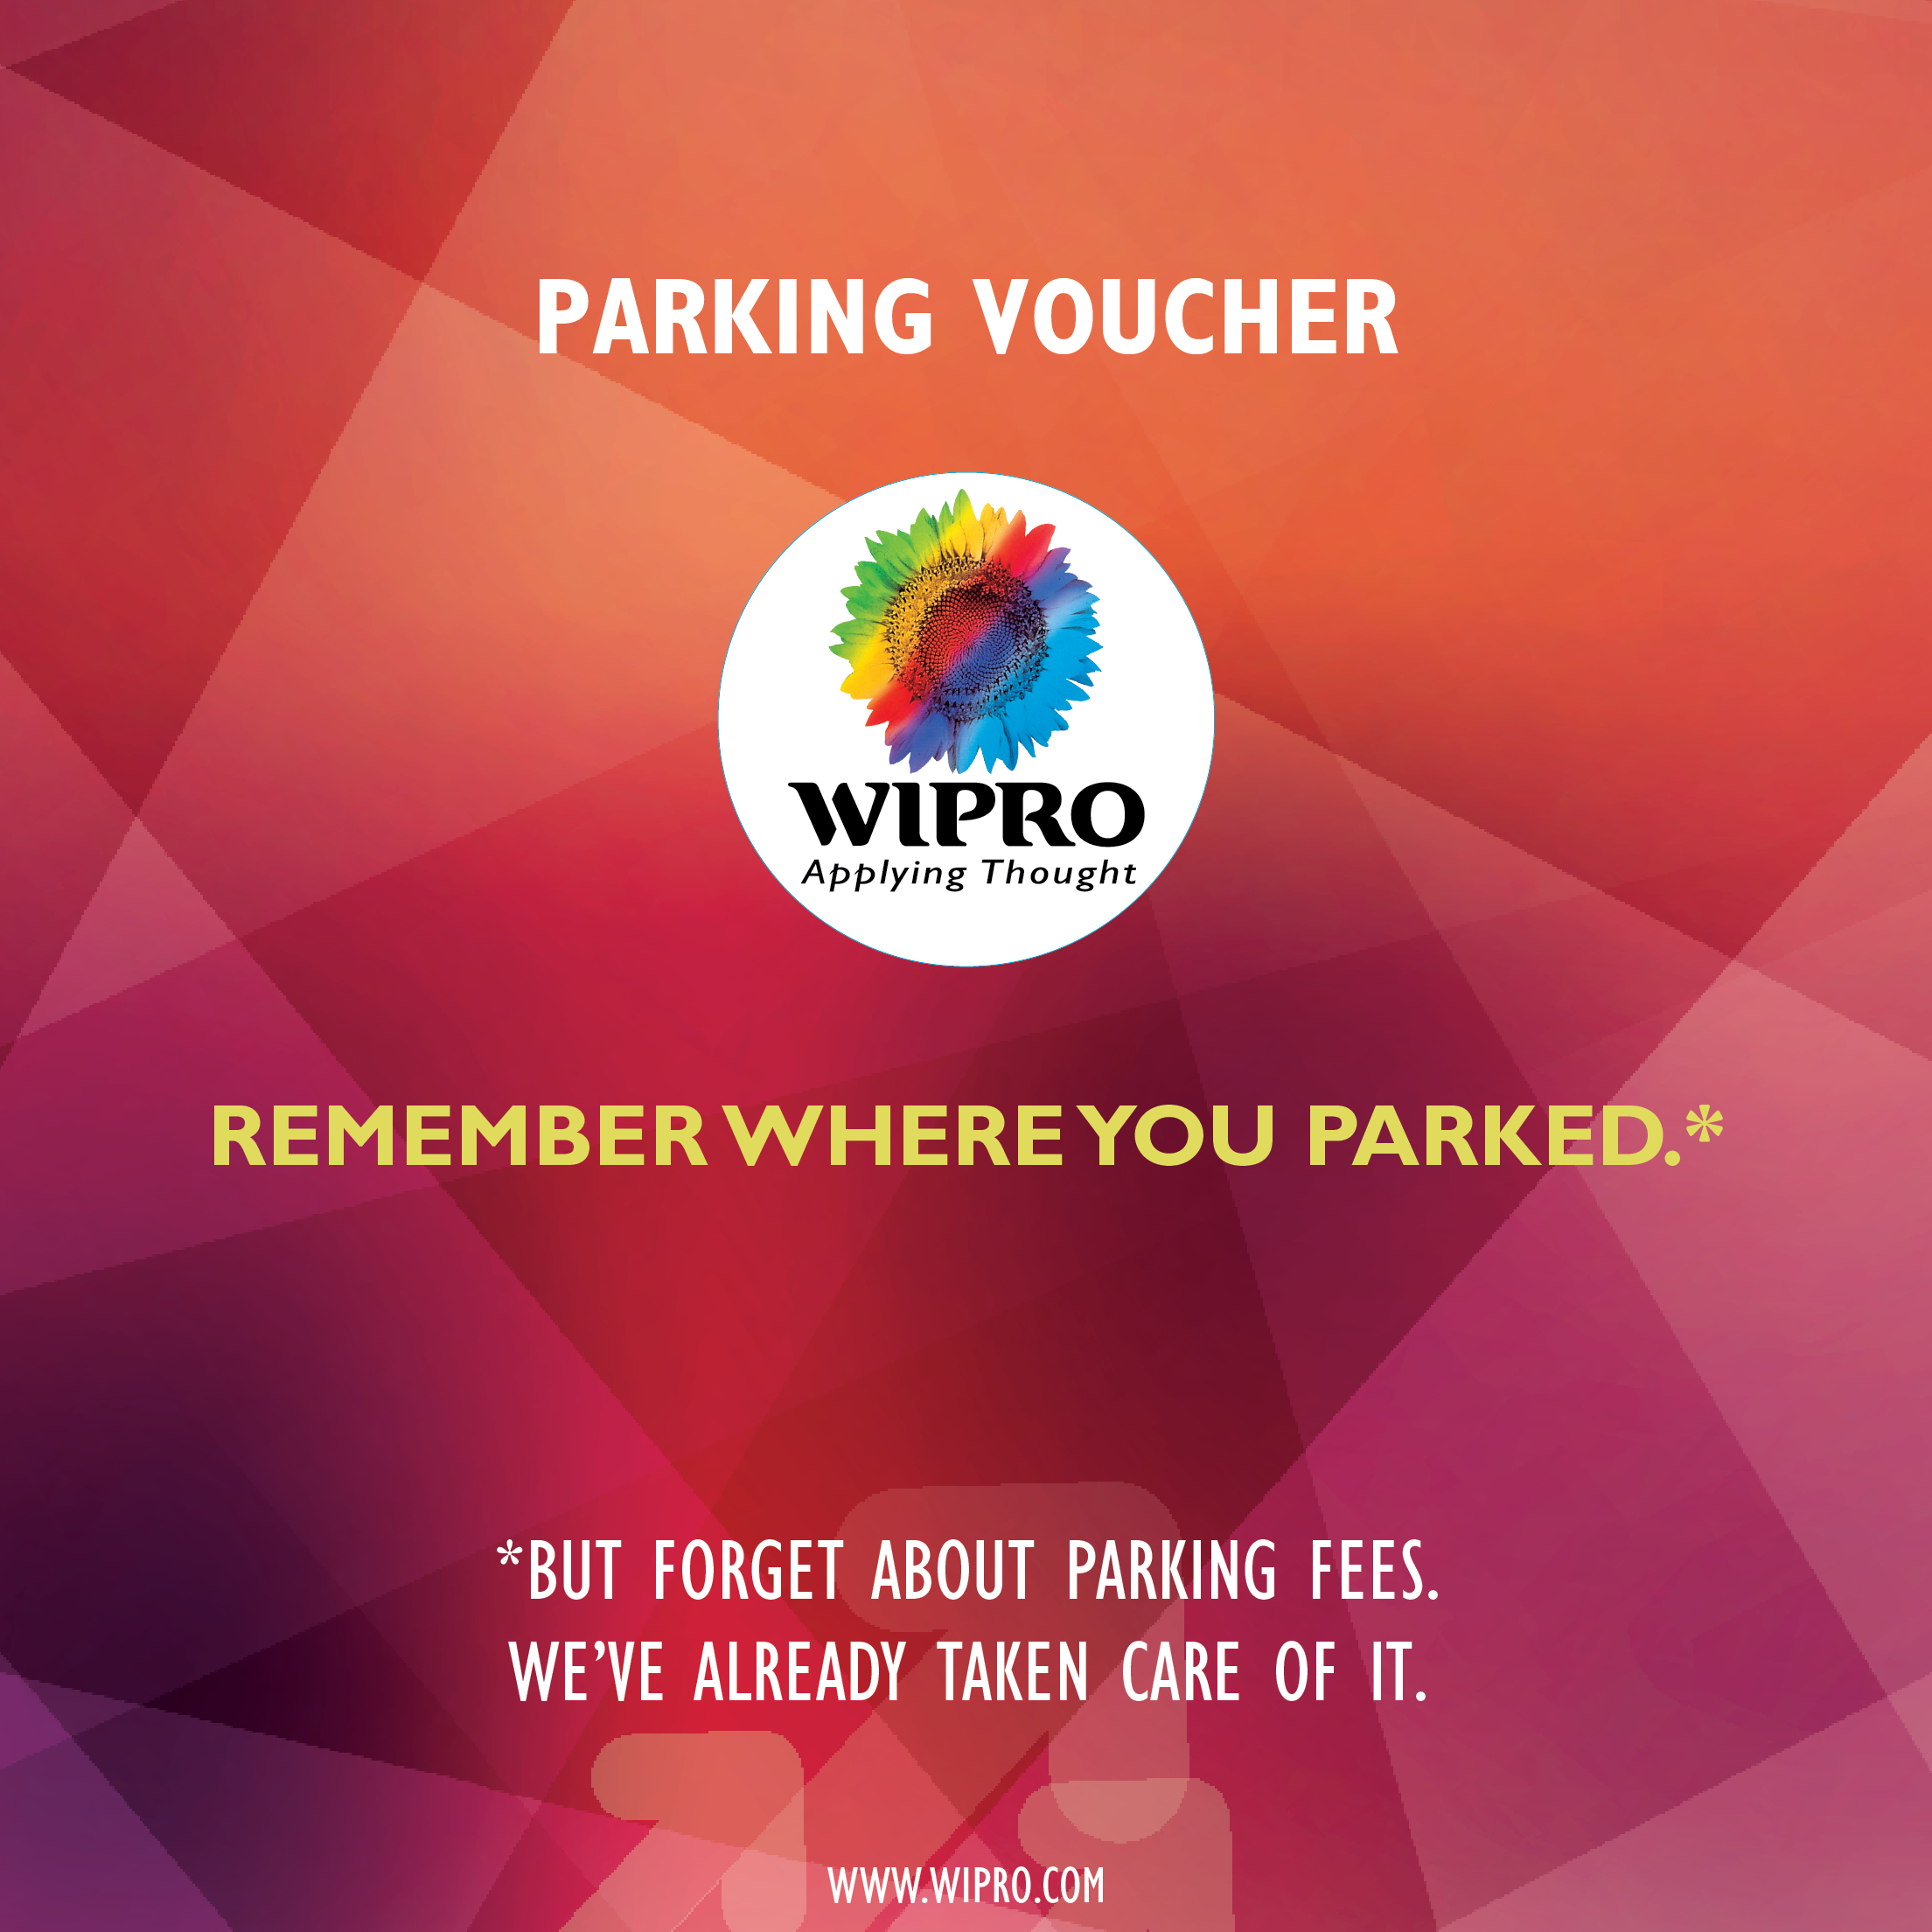 PARKING VOUCHER
WIPRO
Applying Thought
REMEMBER WHERE YOU PARKED.*
*BUT FORGET ABOUT PARKING FEES.
WE’VE ALREADY TAKEN CARE OF IT.
WWW.WIPRO.COM